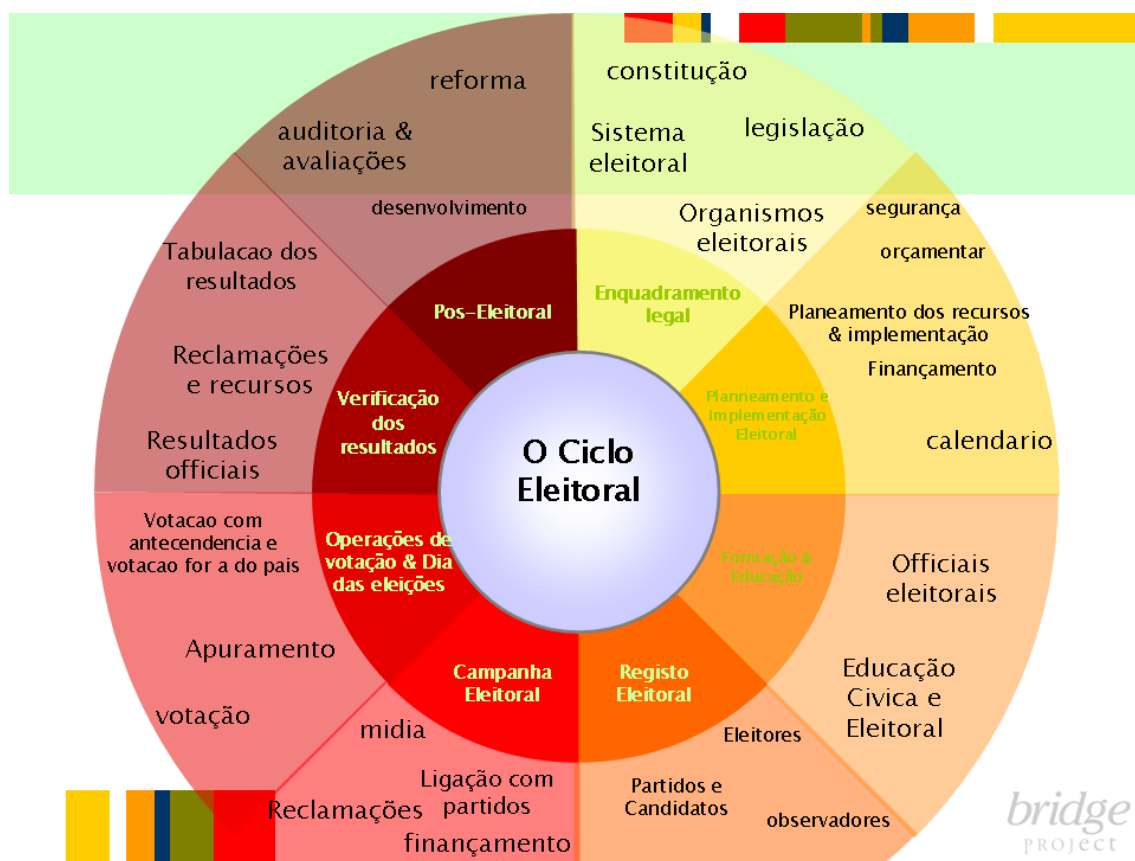 reforma
auditoria &
avaliações
desenvolvimento
constitução
legislação
Sistema
eleitoral
Organismos
eleitorais
segurança
orçamentar
Planeamento dos recursos
& implementação
Finançamento
calendario
Tabulacao dos
resultados
Reclamações
e recursos
Resultados
officiais
Pos-Eleitoral
Enquadramento
legal
Verificação
dos
resultados
Planneamento e
Implementação
Eleitoral
O Ciclo
Eleitoral
Votacao com
antecendencia e
votacao for a do pais
Apuramento
votação
Operações de
votação & Dia
das eleições
Formação &
Educação
Officiais
eleitorais
Educação
Civica e
Eleitoral
Campanha
Eleitoral
Registo
Eleitoral
midia
Ligação com
partidos
Reclamações
finançamento
Eleitores
Partidos e
Candidatos
observadores
bridge
PROJECT